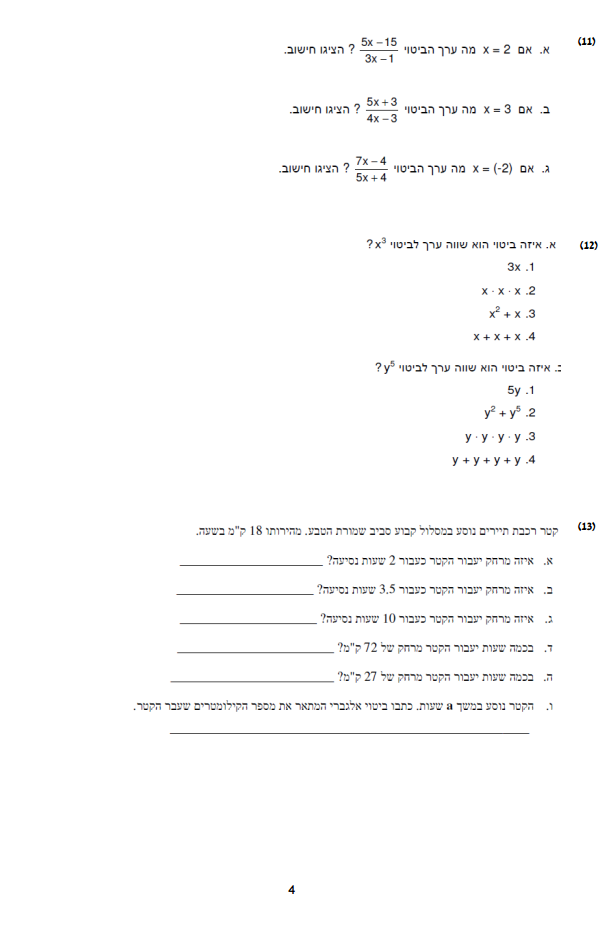 (11) א. אם x = 2 מה ערך הביטוי (5x – 15)/(3x – 1) ? הציגו חישוב.
ב. אם x = 3 מה ערך הביטוי (5x + 3)/(4x – 3) ? הציגו חישוב.
ג. אם x = (-2) מה ערך הביטוי (7x – 4)/(5x + 4) ? הציגו חישוב.
(12) א. איזה ביטוי הוא שווה ערך לביטוי x³ ?
1. 3x
2. x · x · x
3. x² + x
4. x + x + x
ב. איזה ביטוי הוא שווה ערך לביטוי y⁵ ?
1. 5y
2. y² + y⁵
3. y · y · y · y
4. y + y + y + y
(13) קטר רכבת תיירים נוסע במסלול קבוע סביב שמורת הטבע. מהירותו 18 ק"מ בשעה.
א. איזה מרחק יעבור הקטר כעבור 2 שעות נסיעה? ____________________
ב. איזה מרחק יעבור הקטר כעבור 3.5 שעות נסיעה? ____________________
ג. איזה מרחק יעבור הקטר כעבור 10 שעות נסיעה? ____________________
ד. בכמה שעות יעבור הקטר מרחק של 72 ק"מ? ____________________
ה. בכמה שעות יעבור הקטר מרחק של 27 ק"מ? ____________________
ו. הקטר נוסע במשך a שעות. כתבו ביטוי אלגברי המתאר את מספר הקילומטרים שעבר הקטר.
____________________
4